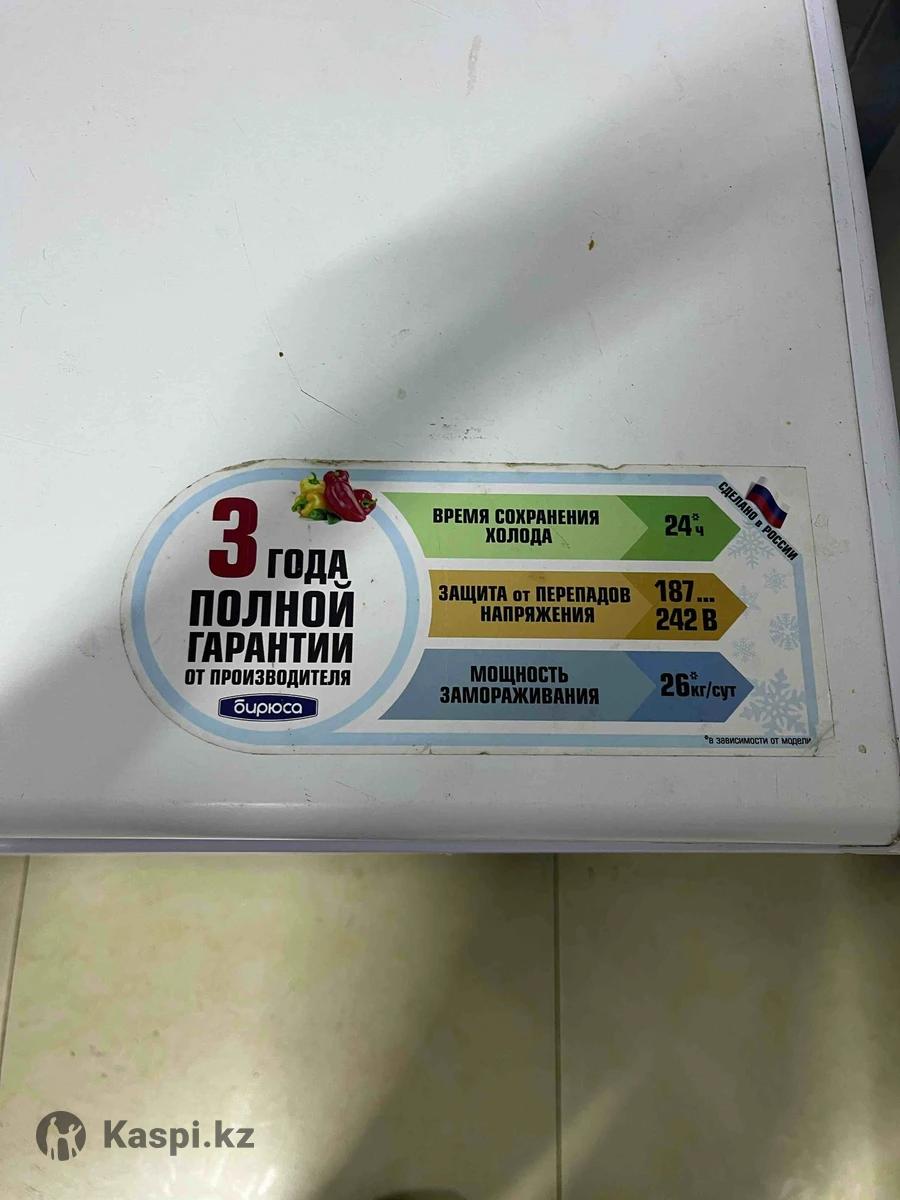 3 ГОДА
ПОЛНОЙ
ГАРАНТИИ
ОТ ПРОИЗВОДИТЕЛЯ
бирюса
ВРЕМЯ СОХРАНЕНИЯ
ХОЛОДА
24*ч
ЗАЩИТА от ПЕРЕПАДОВ
НАПРЯЖЕНИЯ
187...
242 В
МОЩНОСТЬ
ЗАМОРАЖИВАНИЯ
26*кг/сут
СДЕЛАНО в РОССИИ
*в зависимости от модели
Kaspi.kz